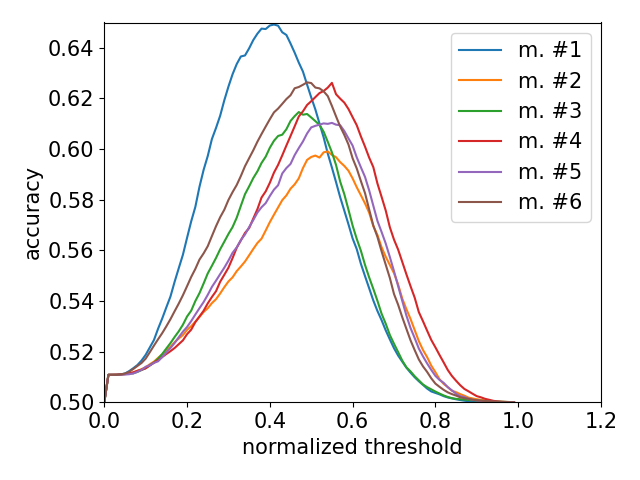 0.64
0.62
0.60
0.58
0.56
0.54
0.52
0.50
accuracy
0.0 0.2 0.4 0.6 0.8 1.0 1.2
normalized threshold
m. #1
m. #2
m. #3
m. #4
m. #5
m. #6